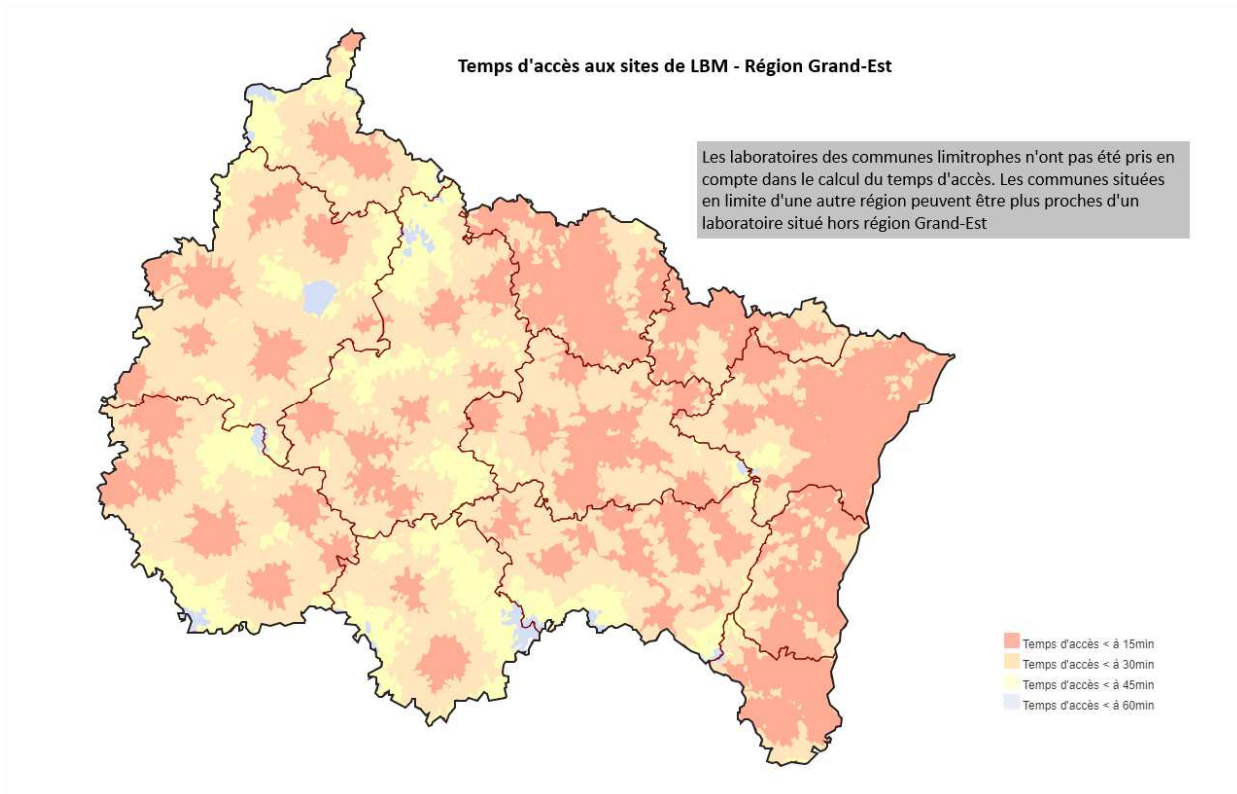 Temps d'accès aux sites de LBM - Région Grand-Est
Les laboratoires des communes limitrophes n'ont pas été pris en
compte dans le calcul du temps d'accès. Les communes situées
en limite d'une autre région peuvent être plus proches d'un
laboratoire situé hors région Grand-Est
Temps d'accès < à 15min
Temps d'accès < à 30min
Temps d'accès < à 45min
Temps d'accès < à 60min